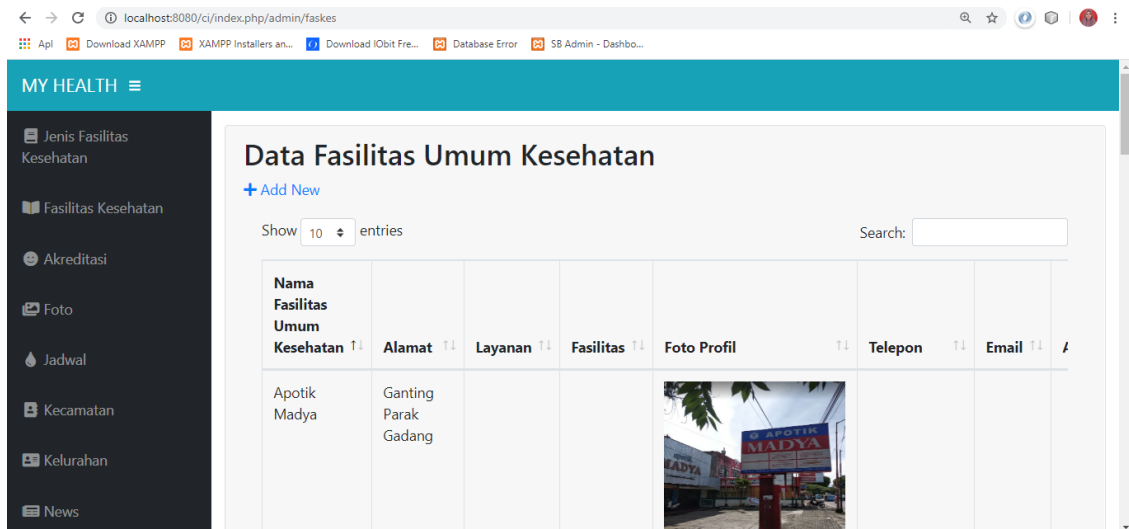 localhost:8080/ci/index.php/admin/faskes
Apl Download XAMPP XAMPP Installers an... Download IObit Fre... Database Error SB Admin - Dashbo...
MY HEALTH
Jenis Fasilitas
Kesehatan
Fasilitas Kesehatan
Akreditasi
Foto
Jadwal
Kecamatan
Kelurahan
News
Data Fasilitas Umum Kesehatan
Add New
Show 10 entries
Search:
Nama
Fasilitas
Umum
Kesehatan Alamat Layanan Fasilitas Foto Profil Telepon Email
Apotik
Madya
Ganting
Parak
Gadang
APOTIK
MADYA
MADYA